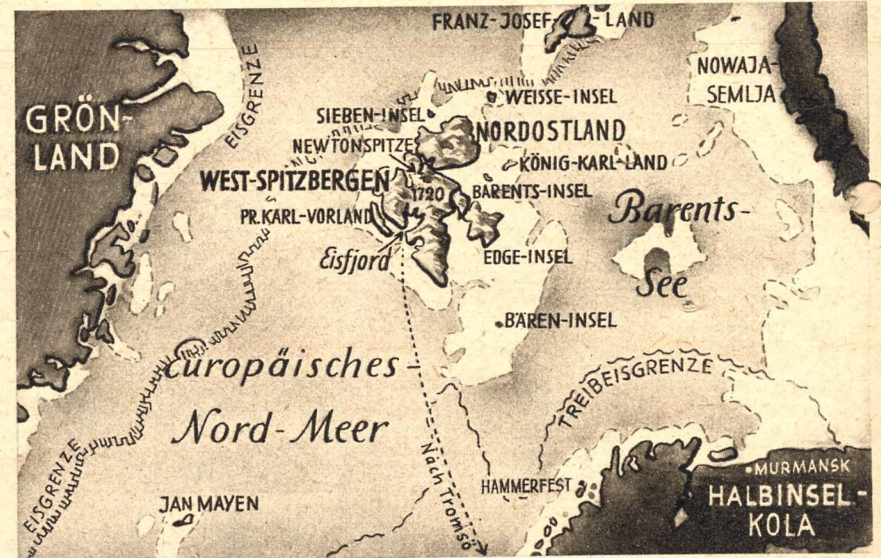 FRANZ-JOSEF-LAND
NOWAJA-
SEMLJA
GRÖN-
LAND
EISGRENZE
WEISSE-INSEL
SIEBEN-INSEL
NORDOSTLAND
NEWTONSPITZE
KÖNIG-KARL-LAND
WEST-SPITZBERGEN
1720
BARENTS-INSEL
PR. KARL-VORLAND
Barents-
See
Eisfjord
EDGE-INSEL
BÄREN-INSEL
Europäisches
Nord-Meer
TREIBEISGRENZE
EISGRENZE
Nach Tromsö
HAMMERFEST
MURMANSK
HALBINSEL-
KOLA
JAN MAYEN